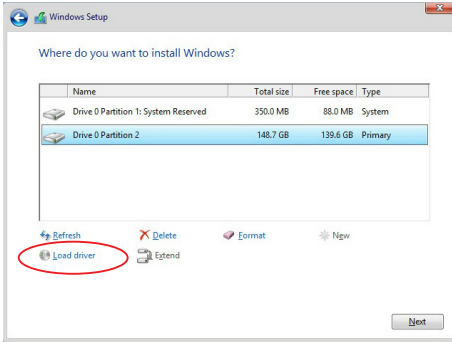 Windows Setup
Where do you want to install Windows?
Name Total size Free space Type
Drive 0 Partition 1: System Reserved 350.0 MB 88.0 MB System
Drive 0 Partition 2 148.7 GB 139.6 GB Primary
Refresh Delete Format New
Load driver Extend
Next